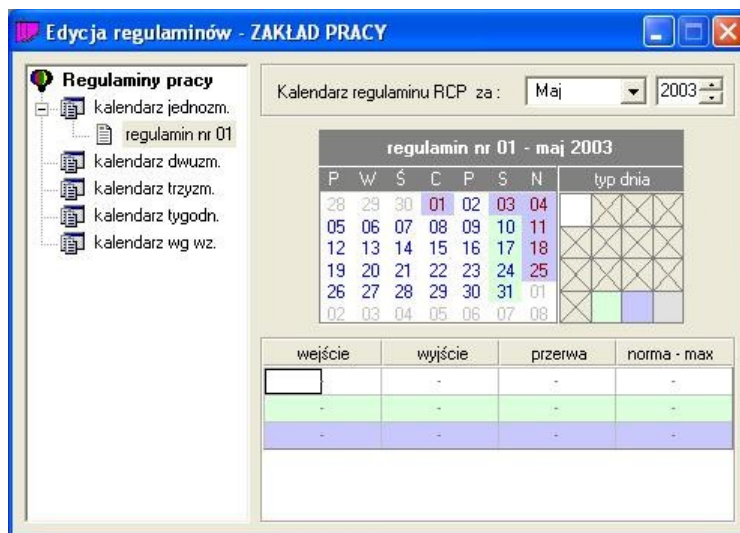 Edycja regulaminów - ZAKŁAD PRACY
Regulaminy pracy
kalendarz jednozm.
regulamin nr 01
kalendarz dwuzm.
kalendarz trzyzm.
kalendarz tygodn.
kalendarz wg wz.
Kalendarz regulaminu RCP za : Maj 2003
regulamin nr 01 - maj 2003
P W Ś C P S N typ dnia
28 29 30 01 02 03 04
05 06 07 08 09 10 11
12 13 14 15 16 17 18
19 20 21 22 23 24 25
26 27 28 29 30 31 01
02 03 04 05 06 07 08
wejście wyjście przerwa norma - max
- - -
- - - -
- - - -